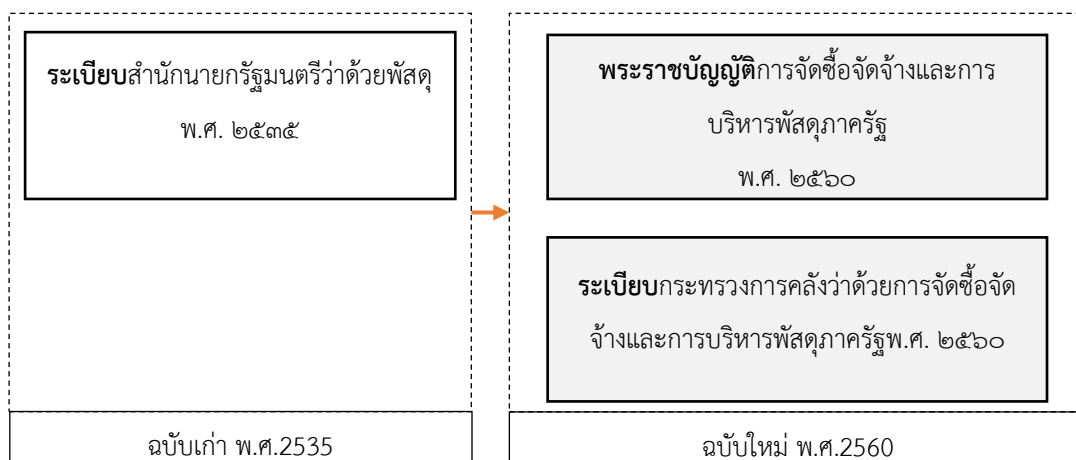 ระเบียบสำนักนายกรัฐมนตรีว่าด้วยพัสดุ
พ.ศ. ๒๕๓๕
ฉบับเก่า พ.ศ.2535
พระราชบัญญัติการจัดซื้อจัดจ้างและการ
บริหารพัสดุภาครัฐ
พ.ศ. ๒๕๖๐
ระเบียบกระทรวงการคลังว่าด้วยการจัดซื้อจัด
จ้างและการบริหารพัสดุภาครัฐพ.ศ. ๒๕๖๐
ฉบับใหม่ พ.ศ.2560